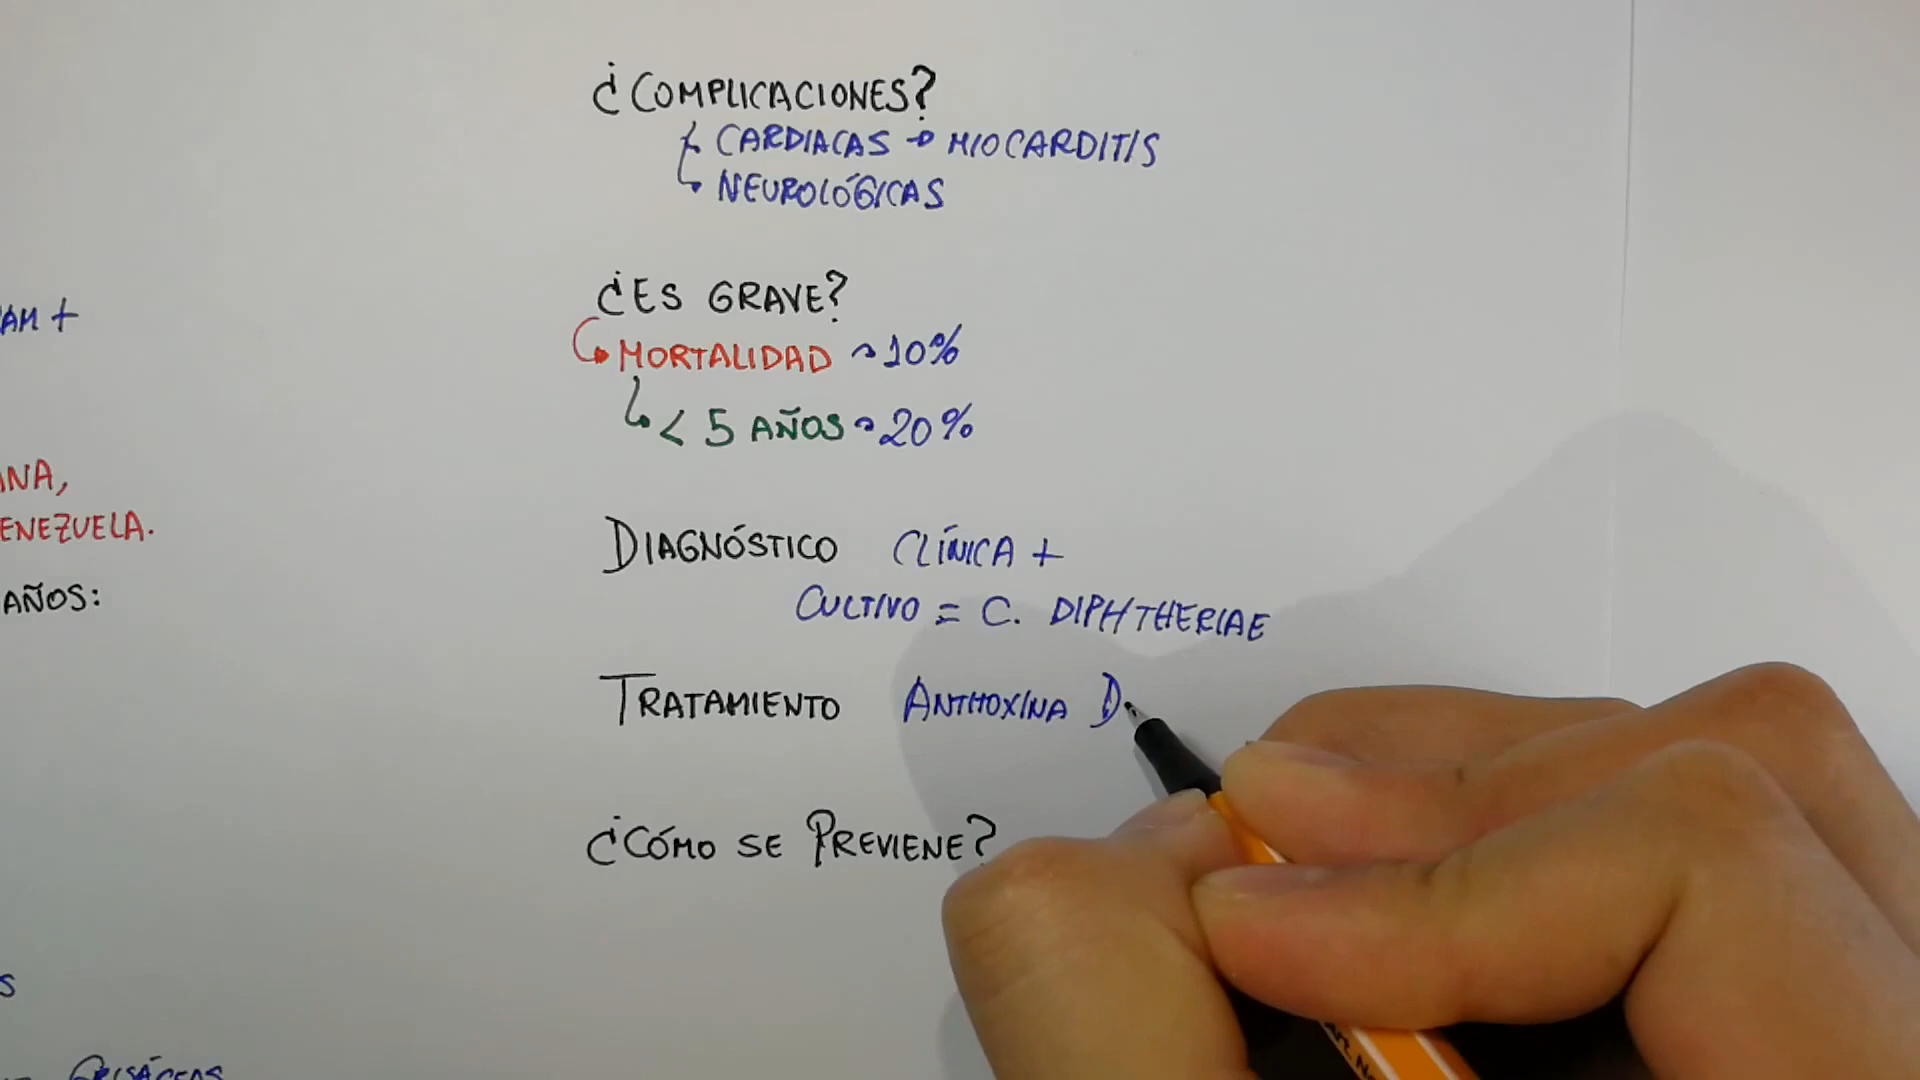 ¿COMPLICACIONES?
CARDIACAS → MIOCARDITIS
NEUROLÓGICAS
¿ES GRAVE?
MORTALIDAD → 10%
< 5 AÑOS → 20%
DIAGNÓSTICO CLÍNICA +
CULTIVO = C. DIPHTHERIAE
TRATAMIENTO ANTITOXINA D
¿CÓMO SE PREVIENE?
AM +
NA,
ENEZUELA.
AÑOS:
S
GRISÁCEAS